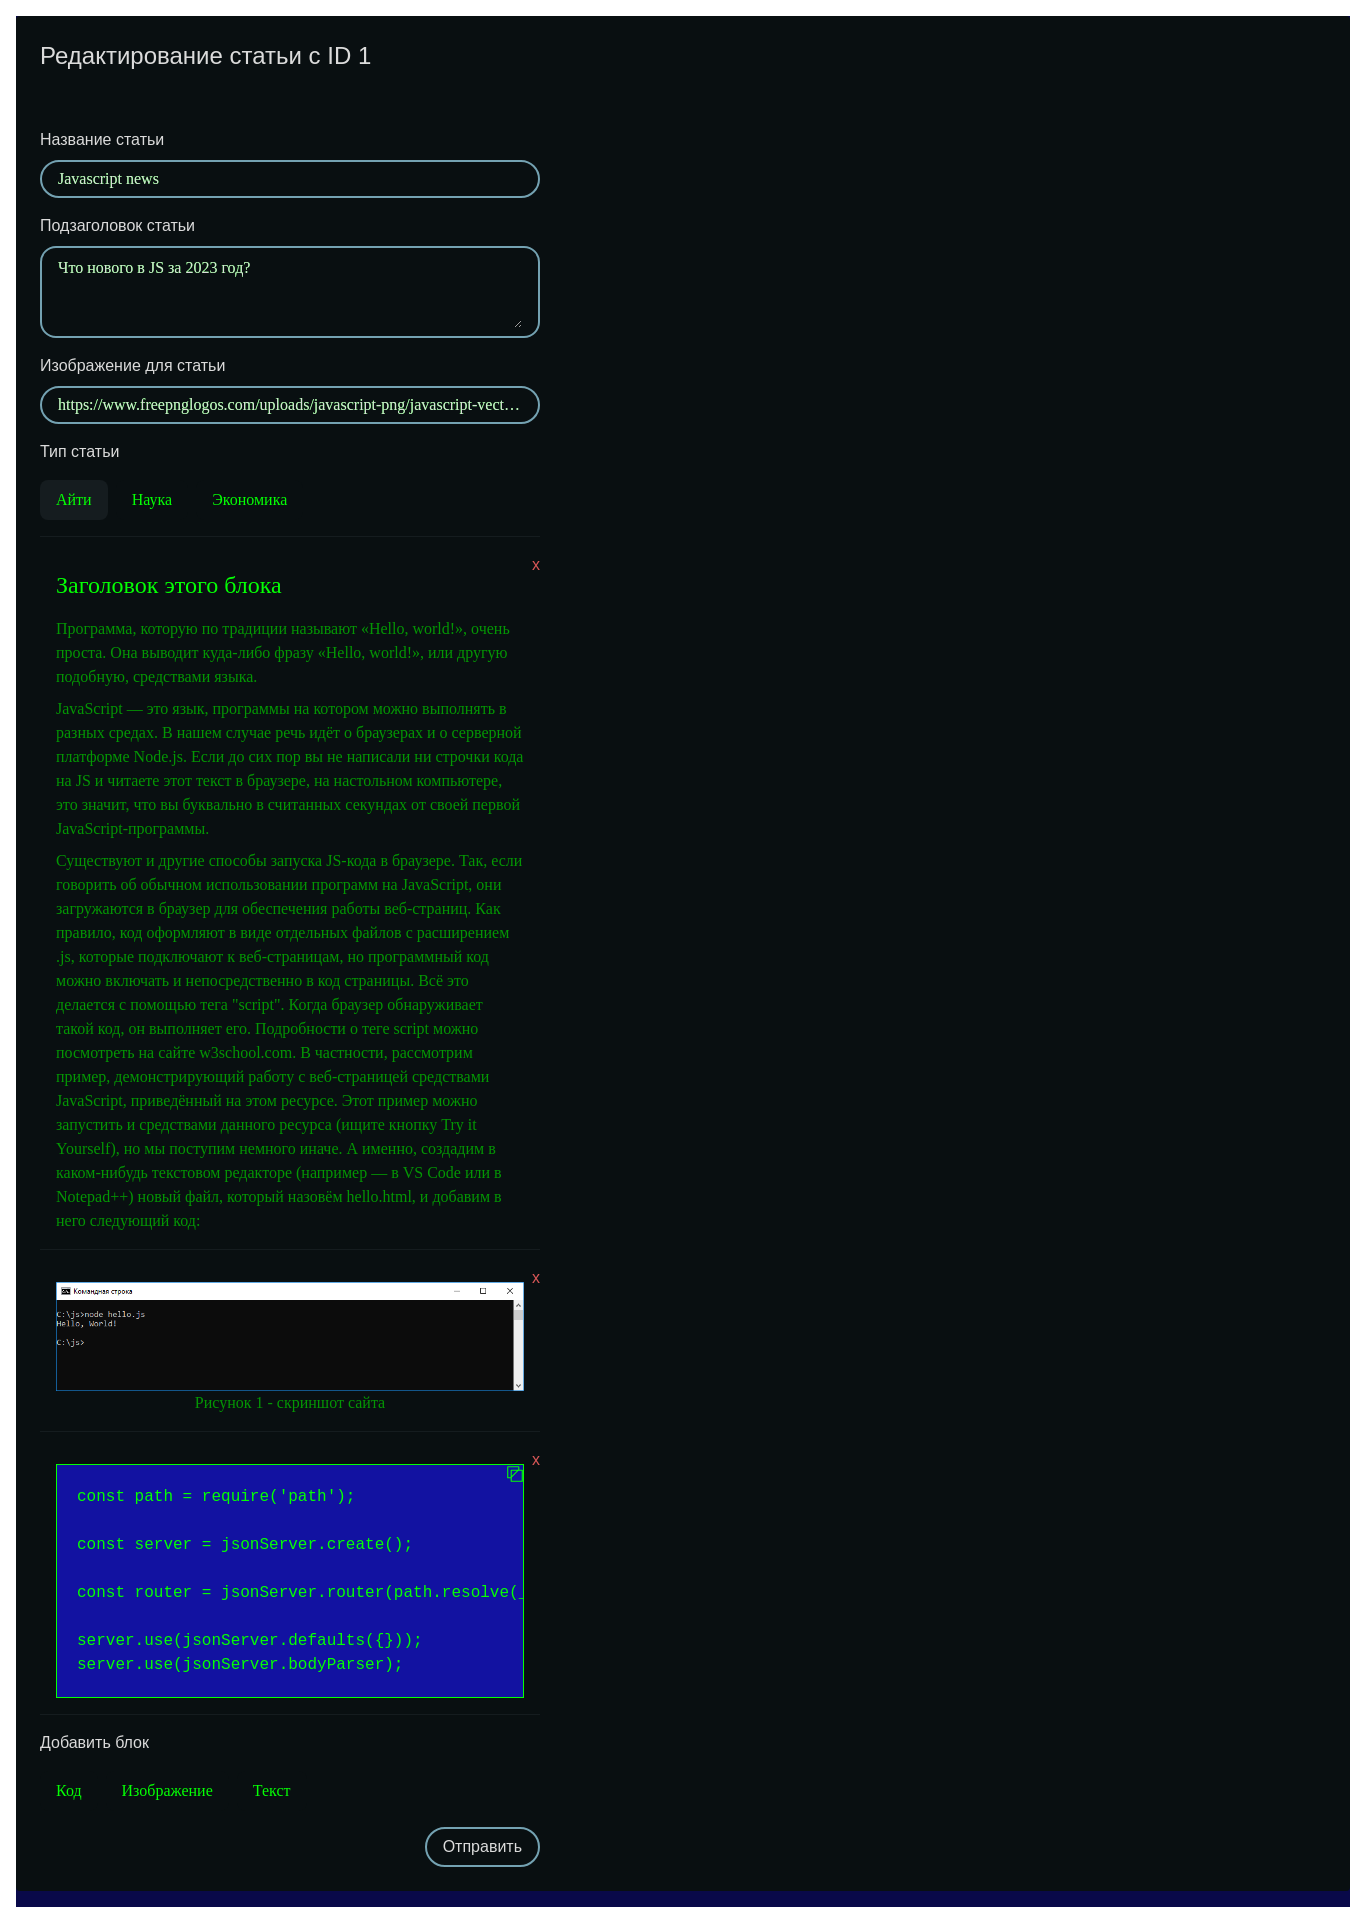 Редактирование статьи с ID 1
Название статьи
Javascript news
Подзаголовок статьи
Что нового в JS за 2023 год?
Изображение для статьи
https://www.freepnglogos.com/uploads/javascript-png/javascript-vect…
Тип статьи
Айти Наука Экономика
x
Заголовок этого блока
Программа, которую по традиции называют «Hello, world!», очень
проста. Она выводит куда-либо фразу «Hello, world!», или другую
подобную, средствами языка.
JavaScript — это язык, программы на котором можно выполнять в
разных средах. В нашем случае речь идёт о браузерах и о серверной
платформе Node.js. Если до сих пор вы не написали ни строчки кода
на JS и читаете этот текст в браузере, на настольном компьютере,
это значит, что вы буквально в считанных секундах от своей первой
JavaScript-программы.
Существуют и другие способы запуска JS-кода в браузере. Так, если
говорить об обычном использовании программ на JavaScript, они
загружаются в браузер для обеспечения работы веб-страниц. Как
правило, код оформляют в виде отдельных файлов с расширением
.js, которые подключают к веб-страницам, но программный код
можно включать и непосредственно в код страницы. Всё это
делается с помощью тега "script". Когда браузер обнаруживает
такой код, он выполняет его. Подробности о теге script можно
посмотреть на сайте w3school.com. В частности, рассмотрим
пример, демонстрирующий работу с веб-страницей средствами
JavaScript, приведённый на этом ресурсе. Этот пример можно
запустить и средствами данного ресурса (ищите кнопку Try it
Yourself), но мы поступим немного иначе. А именно, создадим в
каком-нибудь текстовом редакторе (например — в VS Code или в
Notepad++) новый файл, который назовём hello.html, и добавим в
него следующий код:
x
Командная строка
C:\js>node hello.js
Hello, World!
C:\js>
Рисунок 1 - скриншот сайта
x
const path = require('path');
const server = jsonServer.create();
const router = jsonServer.router(path.resolve(_
server.use(jsonServer.defaults({}));
server.use(jsonServer.bodyParser);
Добавить блок
Код Изображение Текст
Отправить